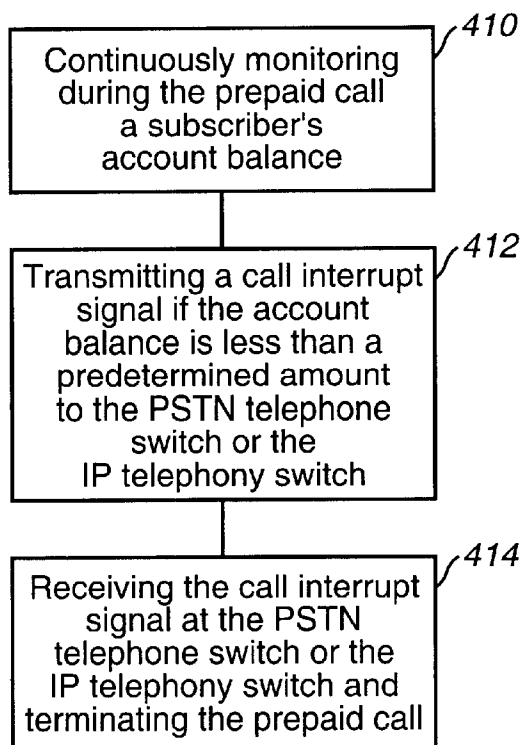 410
Continuously monitoring
during the prepaid call
a subscriber's
account balance
412
Transmitting a call interrupt
signal if the account
balance is less than a
predetermined amount
to the PSTN telephone
switch or the
IP telephony switch
414
Receiving the call interrupt
signal at the PSTN
telephone switch or the
IP telephony switch and
terminating the prepaid call